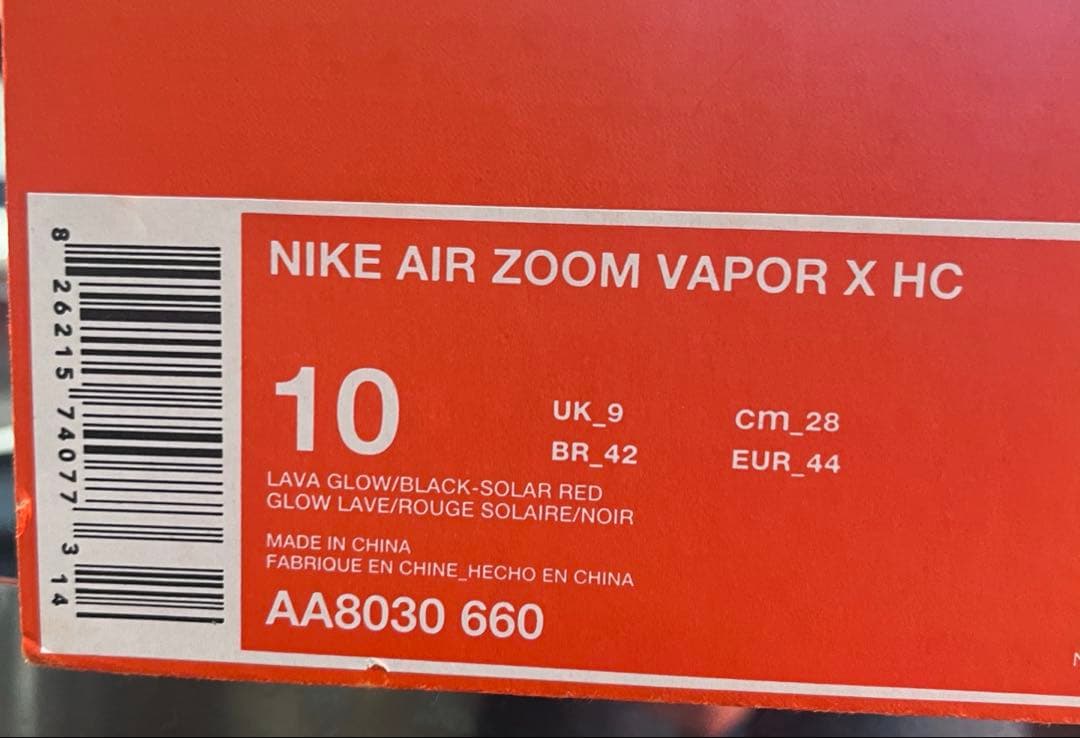 NIKE AIR ZOOM VAPOR X HC
10
UK_9
cm_28
BR_42
EUR_44
LAVA GLOW/BLACK-SOLAR RED
GLOW LAVE/ROUGE SOLAIRE/NOIR
MADE IN CHINA
FABRIQUE EN CHINE_HECHO EN CHINA
AA8030 660
8 26215 74077 3 14